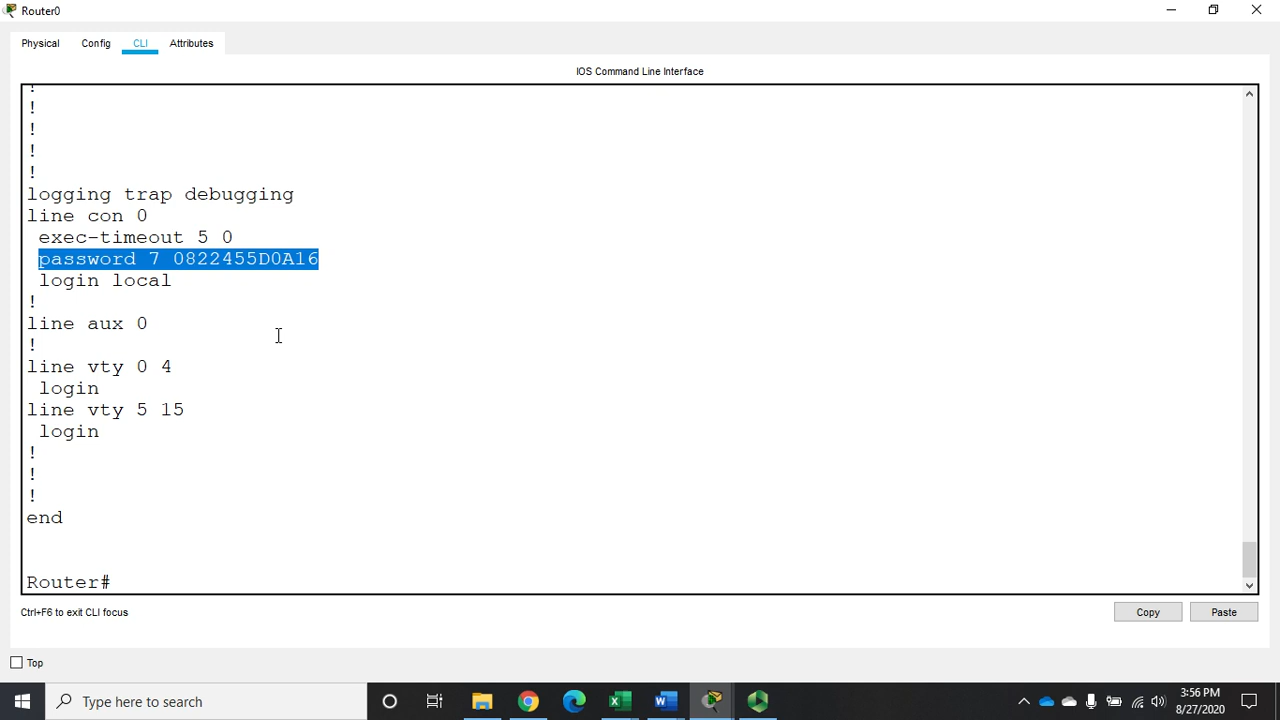 Router0
Physical Config CLI Attributes
IOS Command Line Interface
!
!
!
!
!
logging trap debugging
line con 0
exec-timeout 5 0
password 7 0822455D0A16
login local
!
line aux 0
!
line vty 0 4
login
line vty 5 15
login
!
!
!
end
Router#
Ctrl+F6 to exit CLI focus
Copy Paste
Top
Type here to search
3:56 PM
8/27/2020